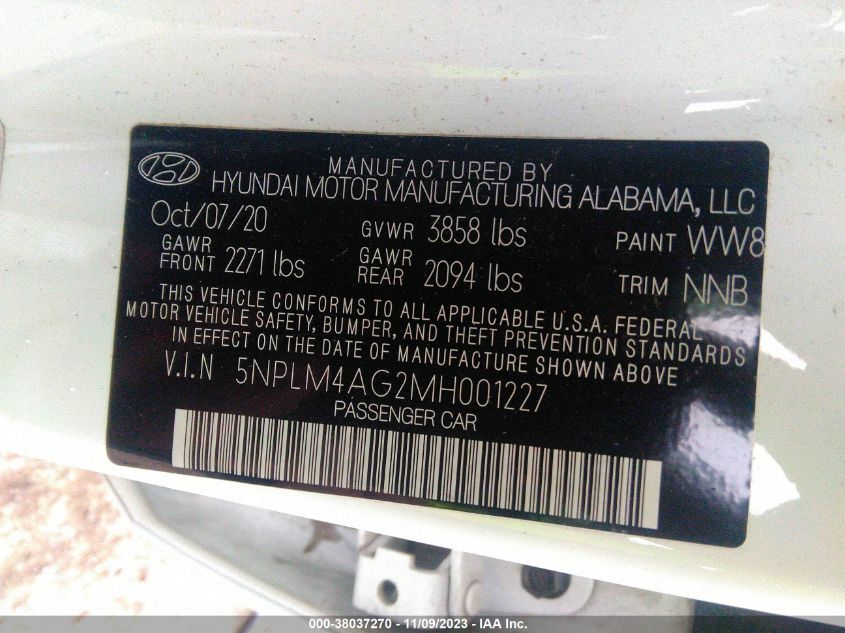 MANUFACTURED BY
HYUNDAI MOTOR MANUFACTURING ALABAMA, LLC
Oct/07/20 GVWR 3858 lbs PAINT WW8
GAWR FRONT 2271 lbs GAWR REAR 2094 lbs TRIM NNB
THIS VEHICLE CONFORMS TO ALL APPLICABLE U.S.A. FEDERAL
MOTOR VEHICLE SAFETY, BUMPER, AND THEFT PREVENTION STANDARDS
IN EFFECT ON THE DATE OF MANUFACTURE SHOWN ABOVE
V.I.N 5NPLM4AG2MH001227
PASSENGER CAR
000-38037270 - 11/09/2023 - IAA Inc.